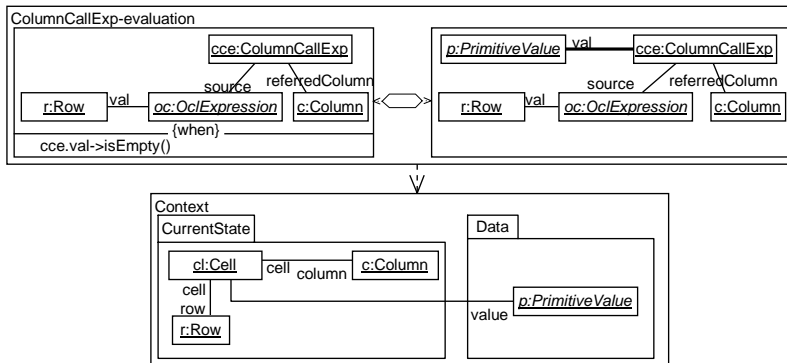 ColumnCallExp-evaluation
cce:ColumnCallExp
source
referredColumn
r:Row
val
oc:OclExpression
c:Column
{when}
cce.val->isEmpty()
p:PrimitiveValue
val
cce:ColumnCallExp
source
referredColumn
r:Row
val
oc:OclExpression
c:Column
Context
CurrentState
cl:Cell
cell
column
c:Column
cell
row
r:Row
Data
p:PrimitiveValue
value